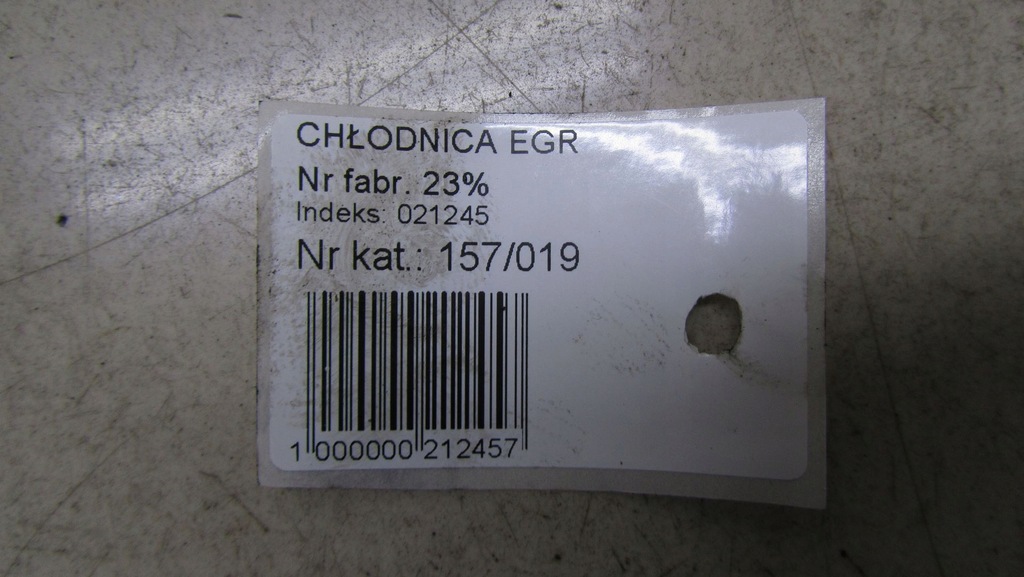 CHŁODNICA EGR
Nr fabr. 23%
Indeks: 021245
Nr kat.: 157/019
1 000000 212457